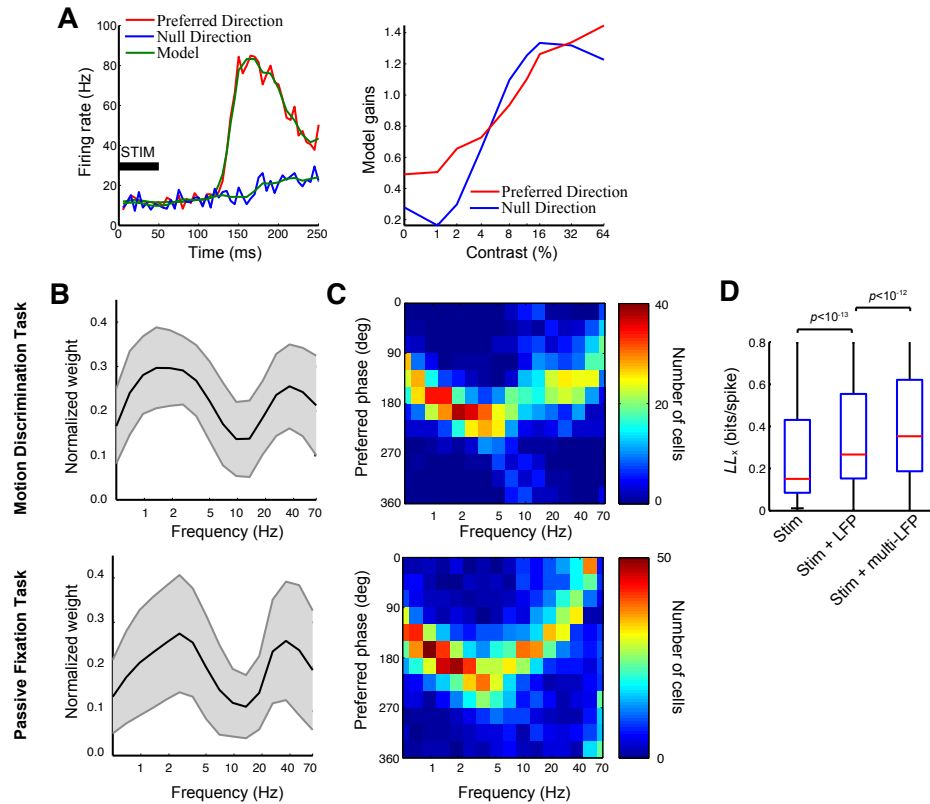 A
Preferred Direction
Null Direction
Model
Firing rate (Hz)
100
80
60
40
20
0
STIM
0 50 100 150 200 250
Time (ms)
Model gains
1.4
1.2
1.0
0.8
0.6
0.4
0.2
Preferred Direction
Null Direction
0 1 2 4 8 16 32 64
Contrast (%)
B
Motion Discrimination Task
Normalized weight
0.4
0.3
0.2
0.1
0.0
1 2 5 10 20 40 70
Frequency (Hz)
C
Preferred phase (deg)
0
90
180
270
360
1 2 5 10 20 40 70
Frequency (Hz)
40
20
0
Number of cells
D
p<10-13
p<10-12
LLx (bits/spike)
0.8
0.6
0.4
0.2
0
Stim
Stim + LFP
Stim + multi-LFP
Passive Fixation Task
Normalized weight
0.4
0.3
0.2
0.1
0.0
1 2 5 10 20 40 70
Frequency (Hz)
Preferred phase (deg)
0
90
180
270
360
1 2 5 10 20 40 70
Frequency (Hz)
50
0
Number of cells